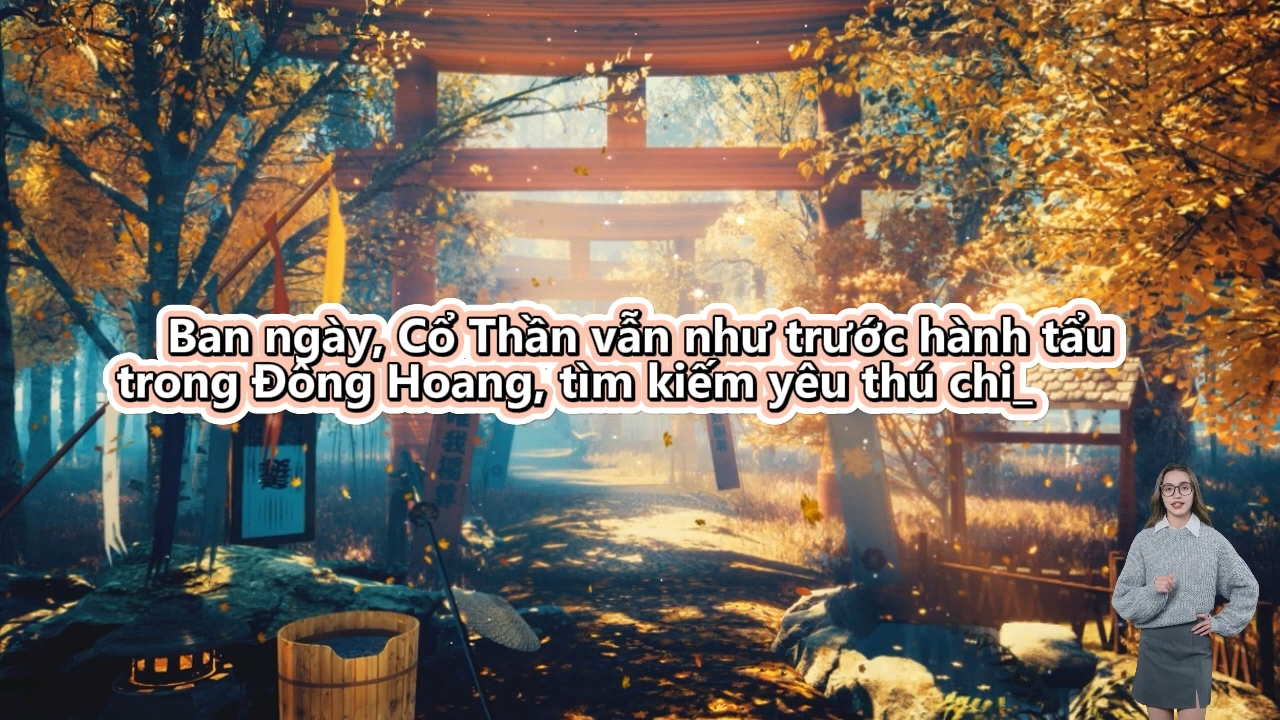 Ban ngày, Cổ Thần vẫn như trước hành tẩu
trong Đông Hoang, tìm kiếm yêu thú chi_